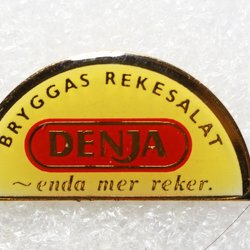 BRYGGAS REKESALAT
DENJA
~enda mer reker.